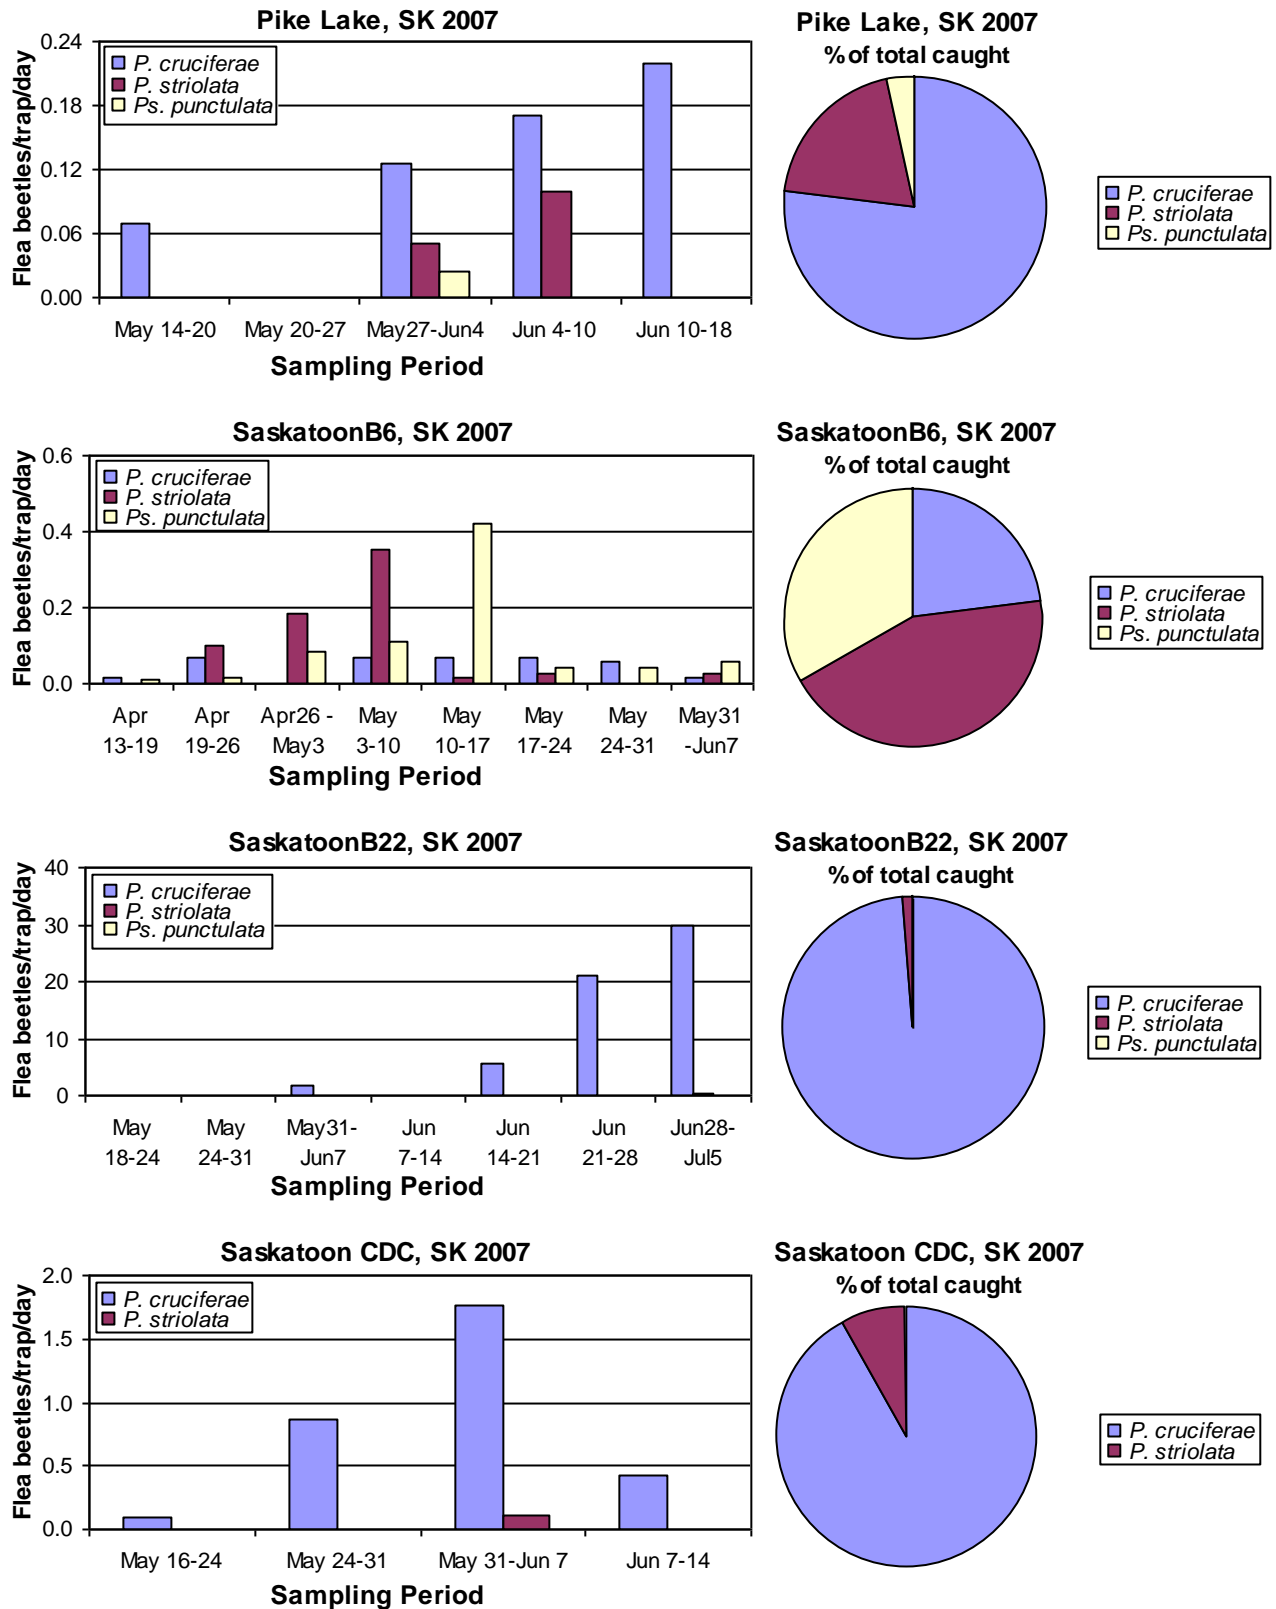 Pike Lake, SK 2007
Flea beetles/trap/day
0.24
0.18
0.12
0.06
0.00
P. cruciferae
P. striolata
Ps. punctulata
May 14-20 May 20-27 May27-Jun4 Jun 4-10 Jun 10-18
Sampling Period
Pike Lake, SK 2007
% of total caught
P. cruciferae
P. striolata
Ps. punctulata
SaskatoonB6, SK 2007
Flea beetles/trap/day
0.6
0.4
0.2
0.0
P. cruciferae
P. striolata
Ps. punctulata
Apr Apr Apr26 - May May May May May31
13-19 19-26 May3 3-10 10-17 17-24 24-31 -Jun7
Sampling Period
SaskatoonB6, SK 2007
% of total caught
P. cruciferae
P. striolata
Ps. punctulata
SaskatoonB22, SK 2007
Flea beetles/trap/day
40
30
20
10
0
P. cruciferae
P. striolata
Ps. punctulata
May May May31- Jun Jun Jun Jun28-
18-24 24-31 Jun7 7-14 14-21 21-28 Jul5
Sampling Period
SaskatoonB22, SK 2007
% of total caught
P. cruciferae
P. striolata
Ps. punctulata
Saskatoon CDC, SK 2007
Flea beetles/trap/day
2.0
1.5
1.0
0.5
0.0
P. cruciferae
P. striolata
May 16-24 May 24-31 May 31-Jun 7 Jun 7-14
Sampling Period
Saskatoon CDC, SK 2007
% of total caught
P. cruciferae
P. striolata